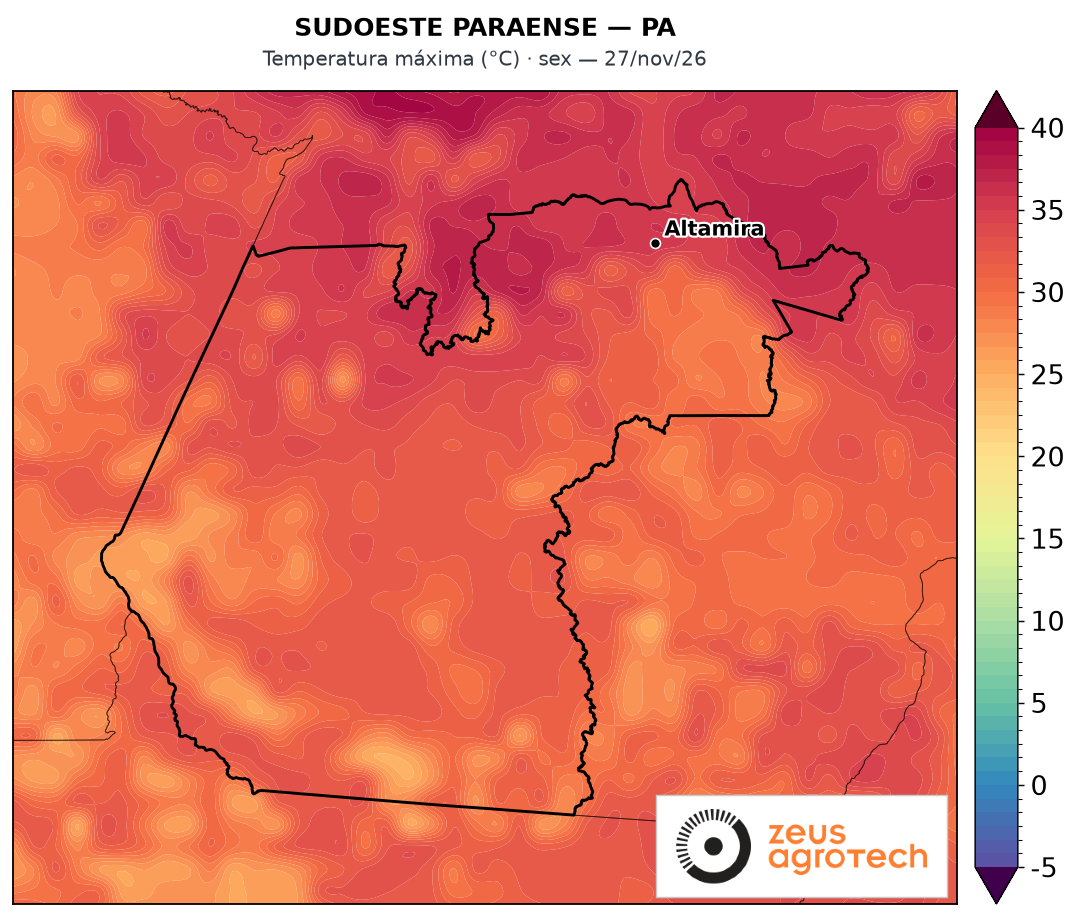 SUDOESTE PARAENSE — PA
Temperatura máxima (°C) · sex — 27/nov/26
Altamira
40
35
30
25
20
15
10
5
0
-5
zeus
agrotech